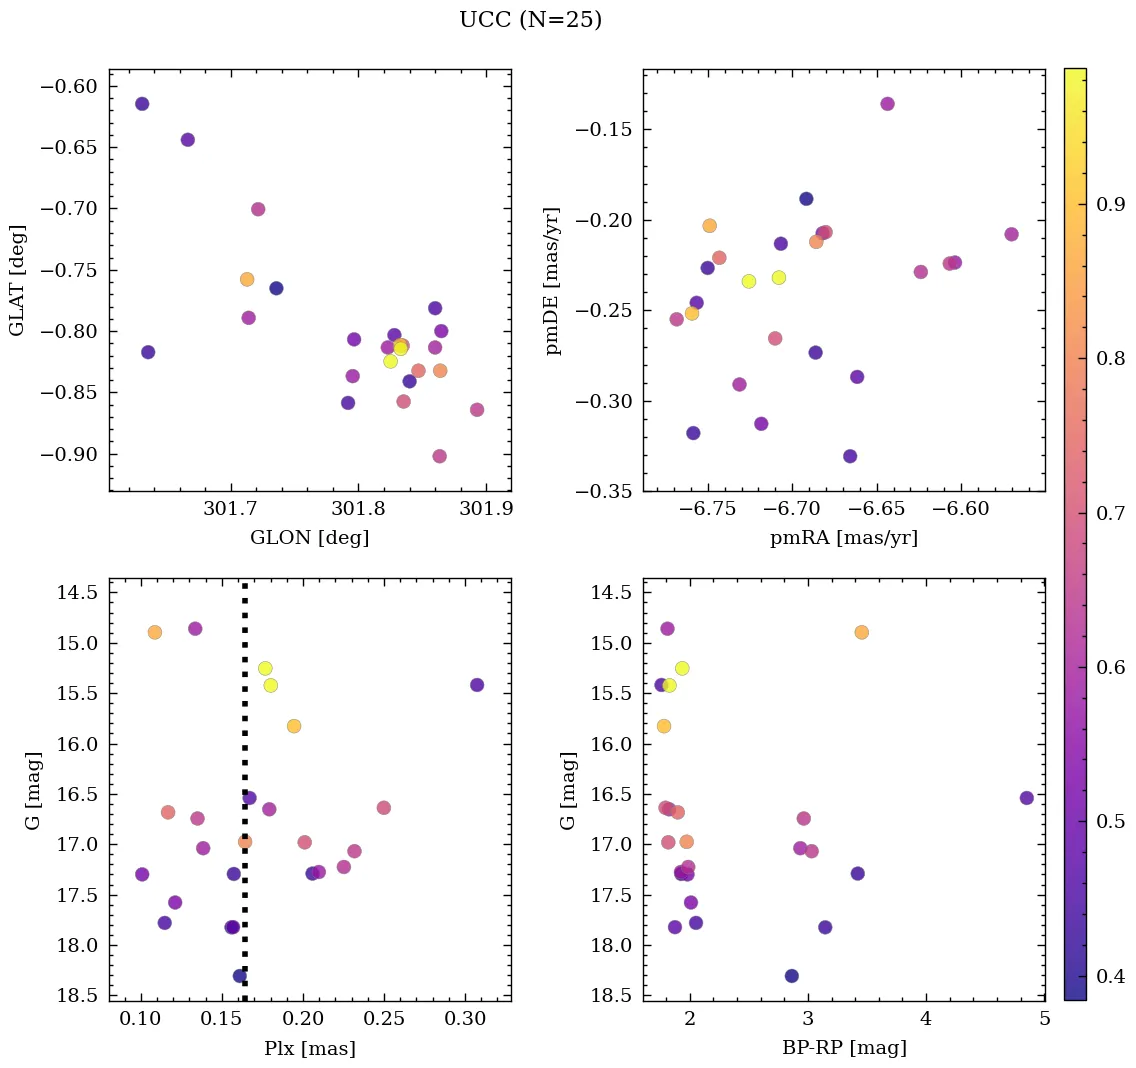 UCC (N=25)
−0.60
−0.65
−0.70
−0.75
−0.80
−0.85
−0.90
GLAT [deg]
301.7 301.8 301.9
GLON [deg]
−0.15
−0.20
−0.25
−0.30
−0.35
pmDE [mas/yr]
−6.75 −6.70 −6.65 −6.60
pmRA [mas/yr]
14.5
15.0
15.5
16.0
16.5
17.0
17.5
18.0
18.5
G [mag]
0.10 0.15 0.20 0.25 0.30
Plx [mas]
14.5
15.0
15.5
16.0
16.5
17.0
17.5
18.0
18.5
G [mag]
2 3 4 5
BP-RP [mag]
0.9
0.8
0.7
0.6
0.5
0.4